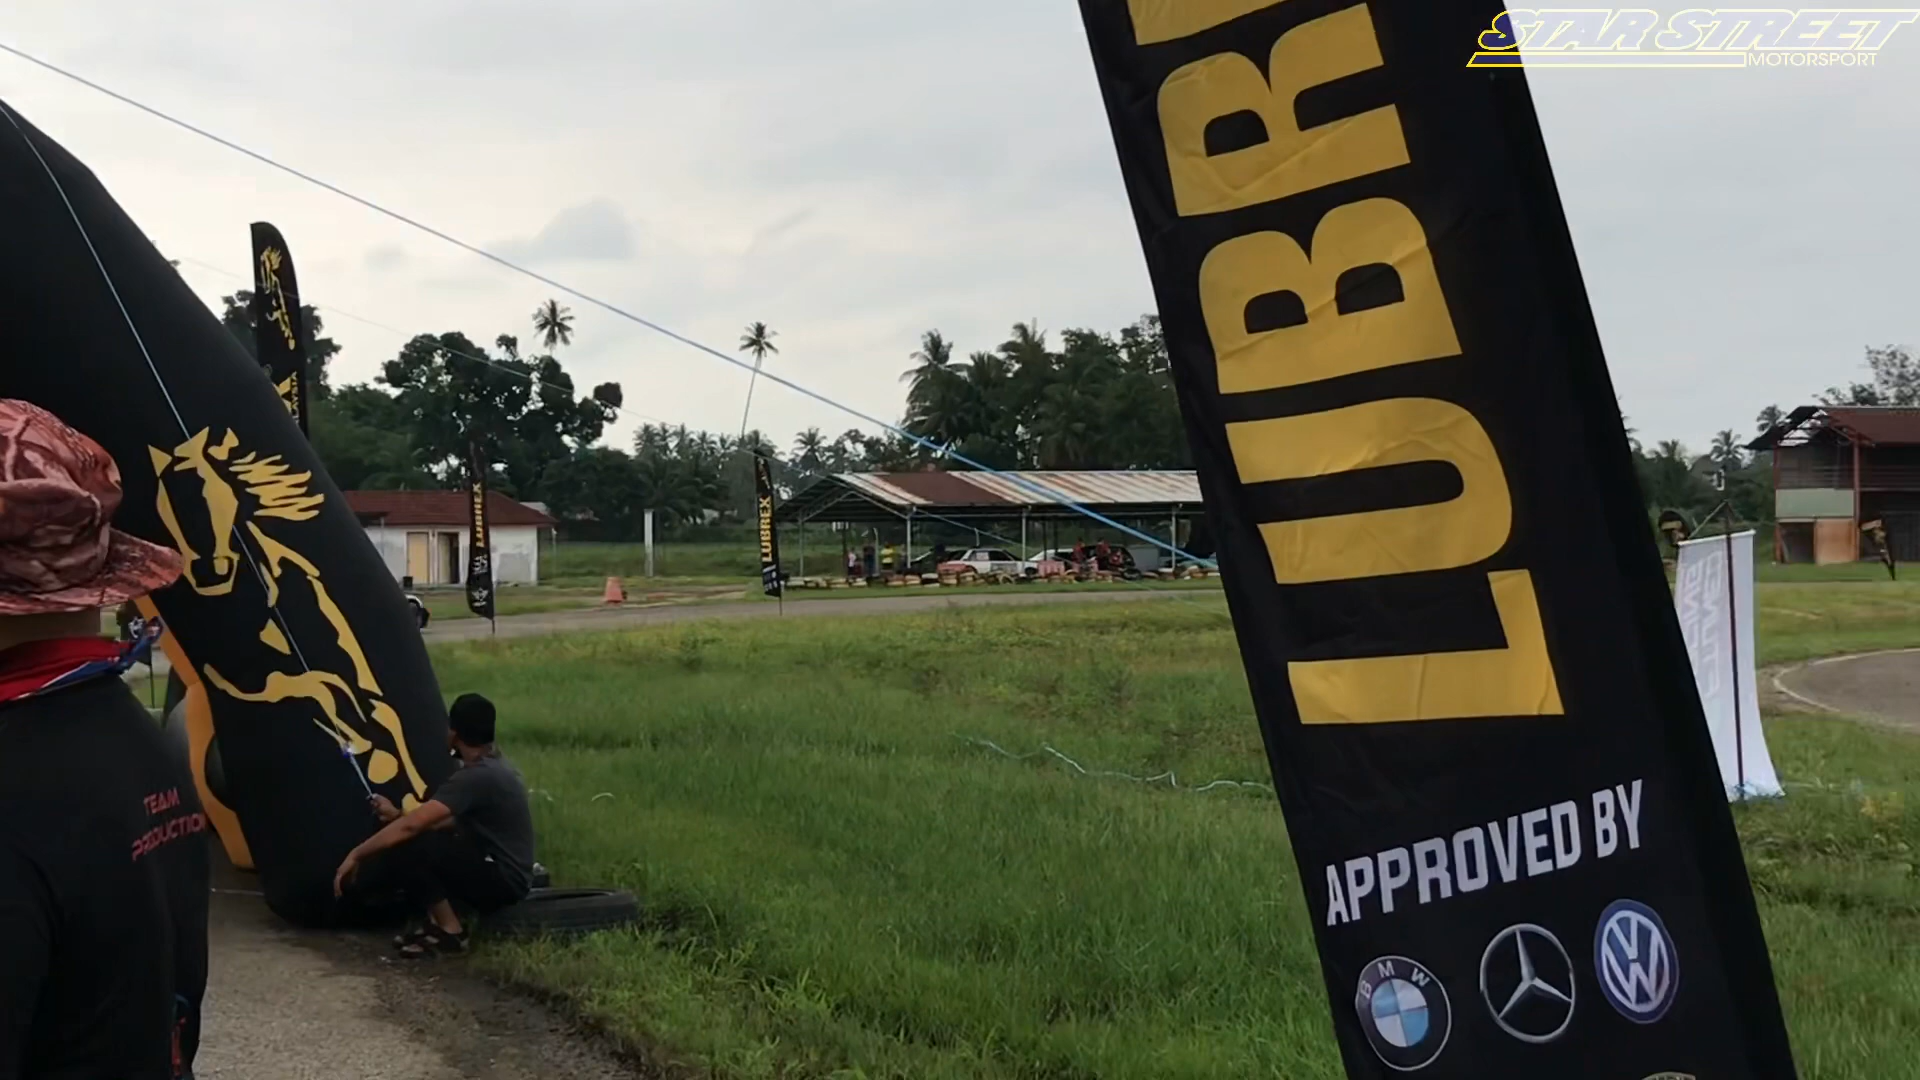 STAR STREET
MOTORSPORT
LUBR
APPROVED BY
BMW
LUBREX
LUBREX
TEAM
PRODUCTION